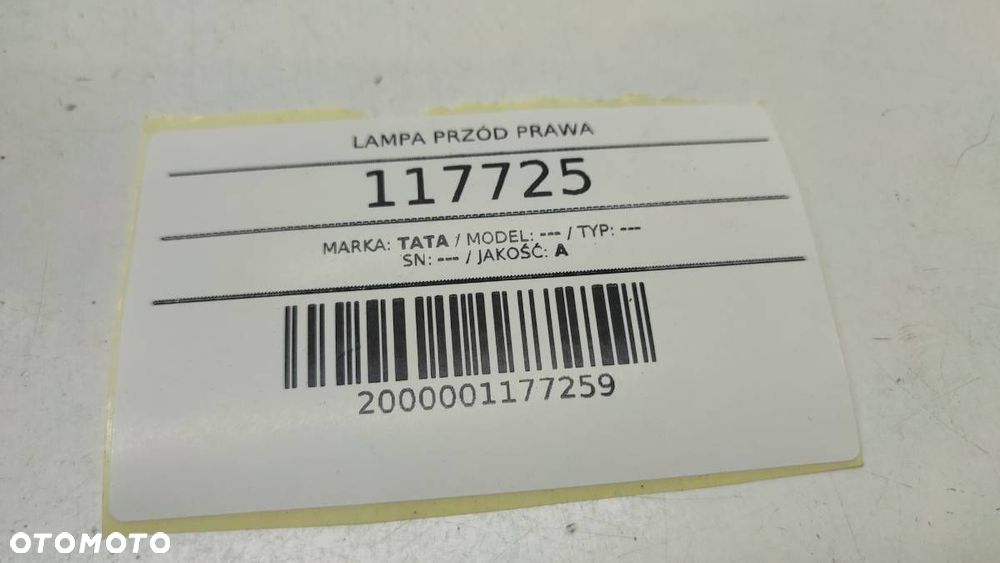 LAMPA PRZÓD PRAWA
117725
MARKA: TATA / MODEL: --- / TYP: ---
SN: --- / JAKOŚĆ: A
2000001177259
OTOMOTO